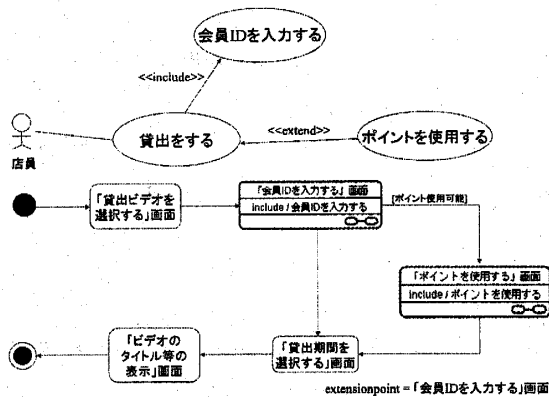 会員IDを入力する
<<include>>
<<extend>>
貸出をする
ポイントを使用する
店員
「貸出ビデオを
選択する」画面
「会員IDを入力する」画面
include / 会員IDを入力する
[ポイント使用可能]
「ポイントを使用する」画面
include / ポイントを使用する
「ビデオの
タイトル等の
表示」画面
「貸出期間を
選択する」画面
extensionpoint = 「会員IDを入力する」画面